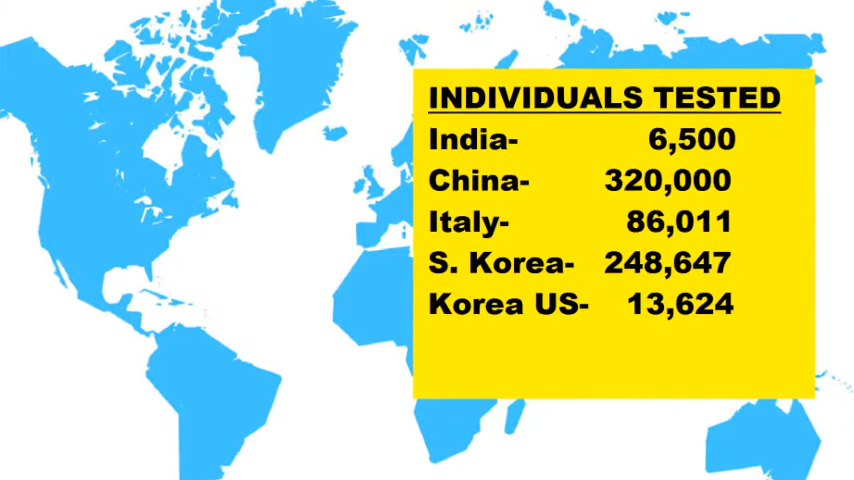 INDIVIDUALS TESTED
India- 6,500
China- 320,000
Italy- 86,011
S. Korea- 248,647
Korea US- 13,624